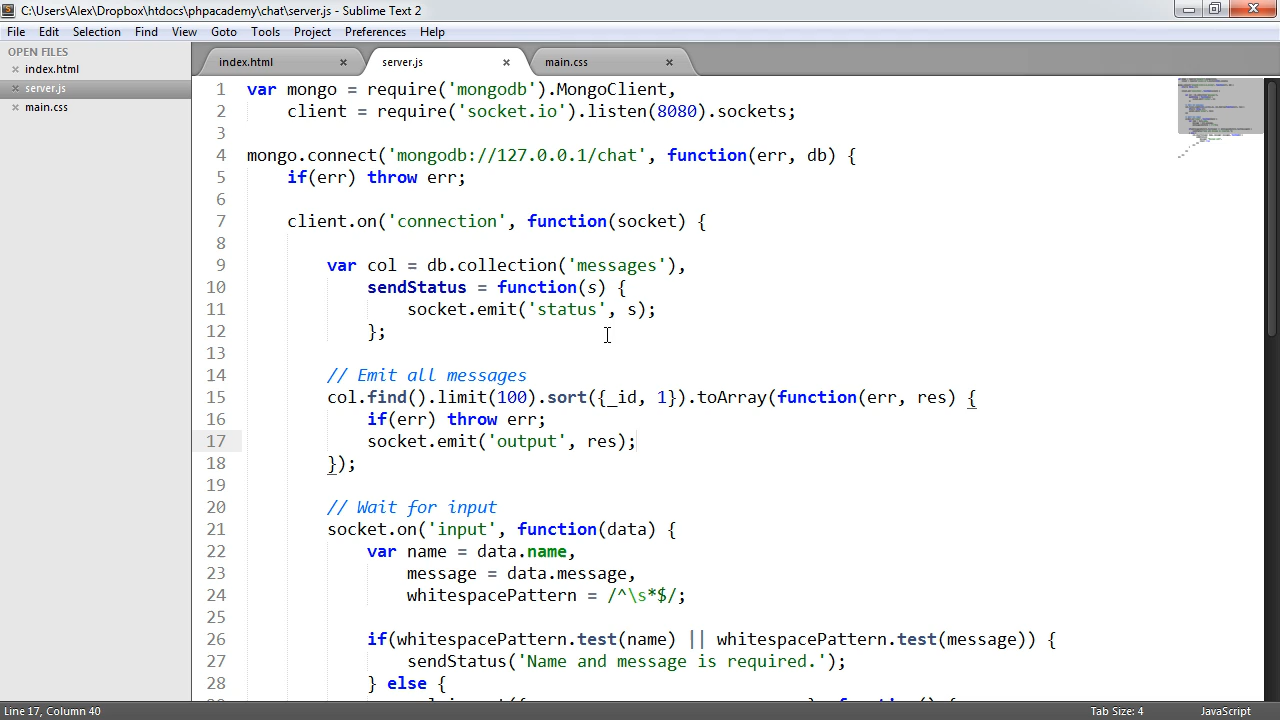 C:\Users\Alex\Dropbox\htdocs\phpacademy\chat\server.js - Sublime Text 2
File Edit Selection Find View Goto Tools Project Preferences Help
OPEN FILES
index.html
server.js
main.css
index.html server.js main.css
1 var mongo = require('mongodb').MongoClient,
2 client = require('socket.io').listen(8080).sockets;
3
4 mongo.connect('mongodb://127.0.0.1/chat', function(err, db) {
5 if(err) throw err;
6
7 client.on('connection', function(socket) {
8
9 var col = db.collection('messages'),
10 sendStatus = function(s) {
11 socket.emit('status', s);
12 };
13
14 // Emit all messages
15 col.find().limit(100).sort({_id, 1}).toArray(function(err, res) {
16 if(err) throw err;
17 socket.emit('output', res);
18 });
19
20 // Wait for input
21 socket.on('input', function(data) {
22 var name = data.name,
23 message = data.message,
24 whitespacePattern = /^\s*$/;
25
26 if(whitespacePattern.test(name) || whitespacePattern.test(message)) {
27 sendStatus('Name and message is required.');
28 } else {
Line 17, Column 40
Tab Size: 4
JavaScript